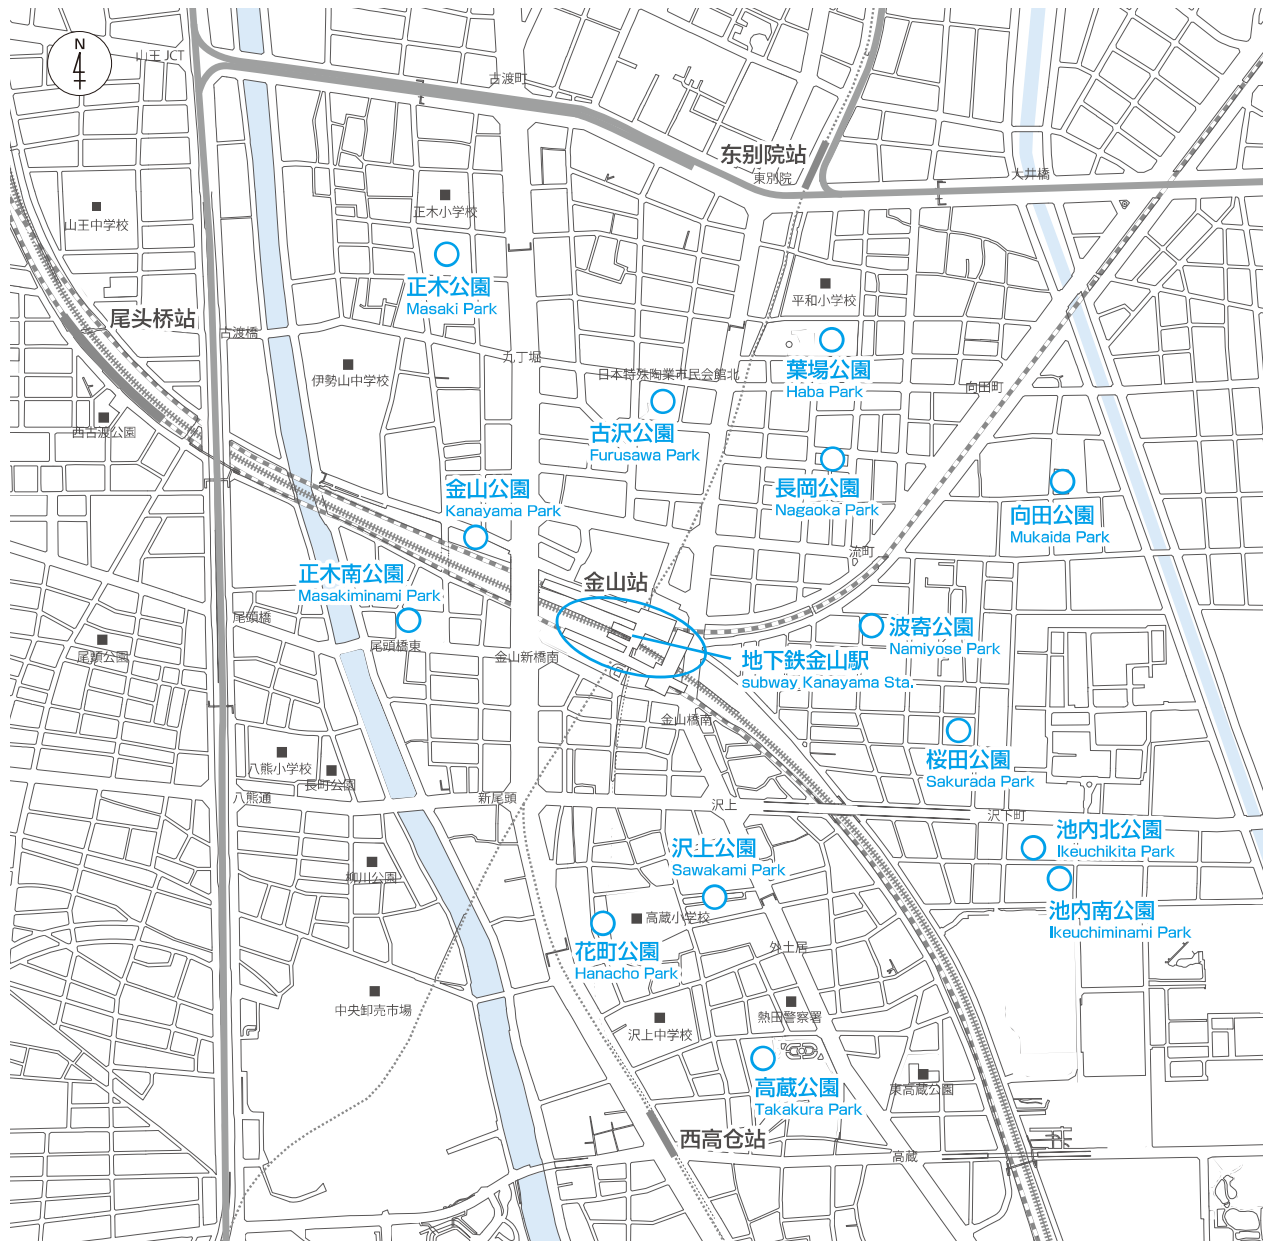 N
山王 JCT
古渡町
东别院站
東別院
大井橋
正木小学校
山王中学校
正木公園
Masaki Park
平和小学校
尾头桥站
古渡橋
九丁堀
伊勢山中学校
日本特殊陶業市民会館北
葉場公園
Haba Park
向田町
西古渡公園
古沢公園
Furusawa Park
金山公園
Kanayama Park
長岡公園
Nagaoka Park
向田公園
Mukaida Park
流町
正木南公園
Masakiminami Park
金山站
尾頭橋
尾頭橋東
波寄公園
Namiyose Park
尾頭公園
金山新橋南
地下鉄金山駅
subway Kanayama Sta.
金山橋南
桜田公園
Sakurada Park
八熊小学校
長町公園
八熊通
新尾頭
沢上
沢下町
池内北公園
Ikeuchikita Park
沢上公園
Sawakami Park
柳川公園
高蔵小学校
池内南公園
Ikeuchiminami Park
花町公園
Hanacho Park
外土居
中央卸売市場
熱田警察署
沢上中学校
高蔵公園
Takakura Park
東高蔵公園
西高仓站
高蔵